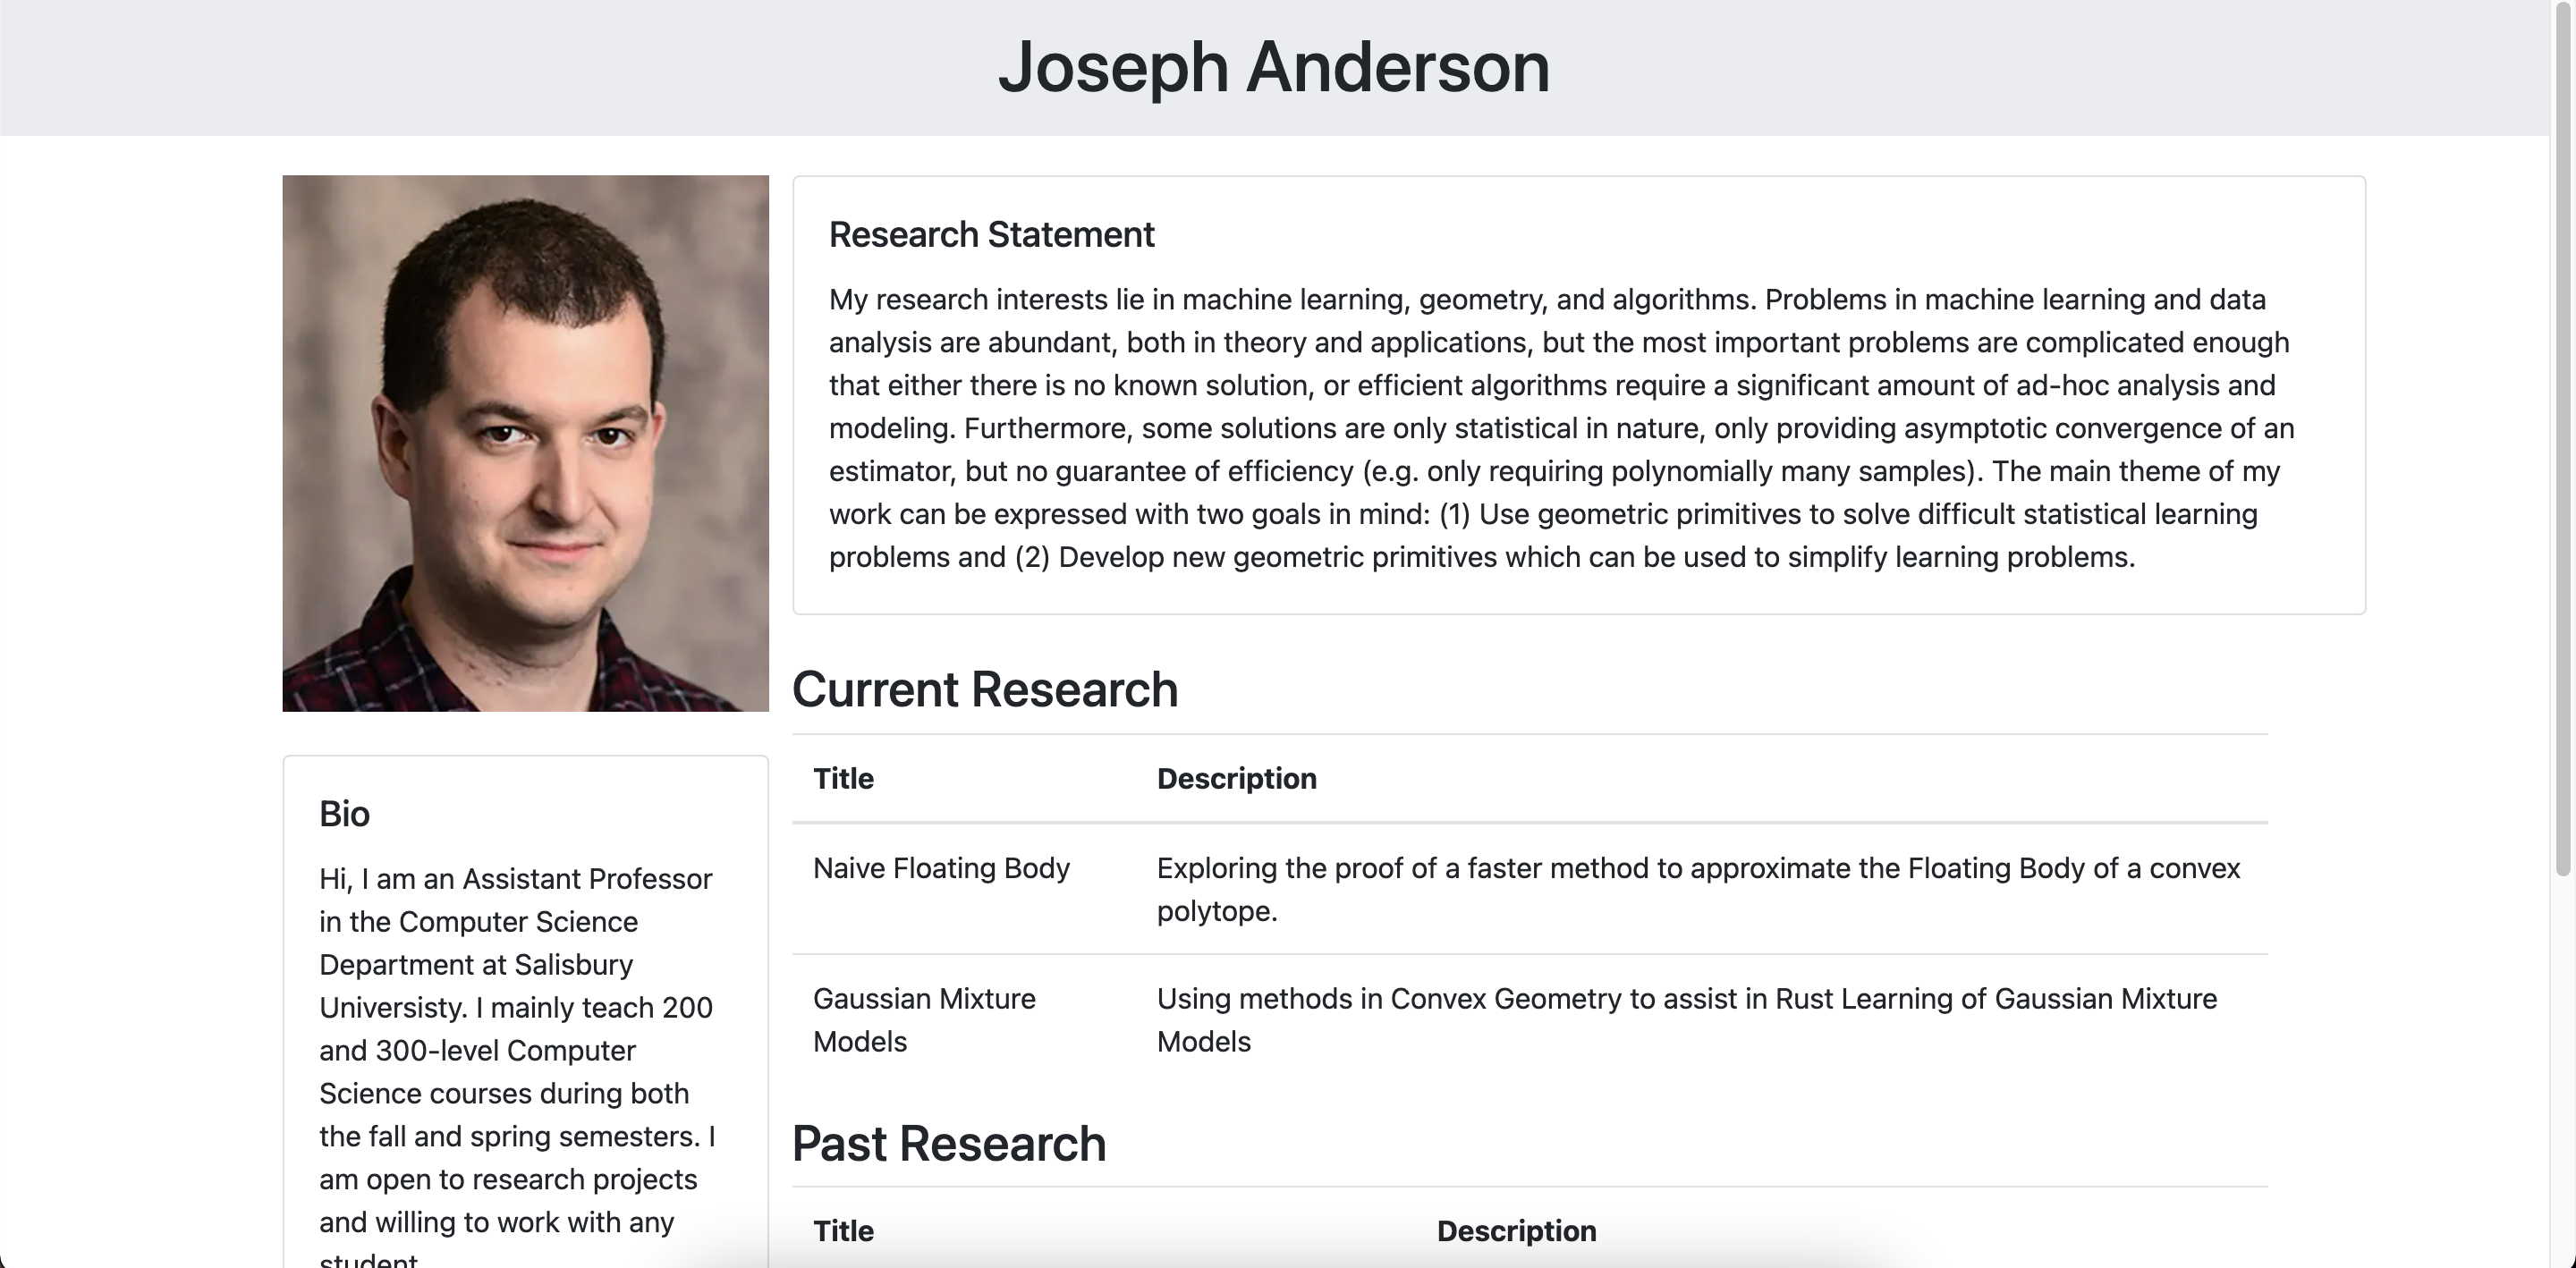 Joseph Anderson
Research Statement
My research interests lie in machine learning, geometry, and algorithms. Problems in machine learning and data
analysis are abundant, both in theory and applications, but the most important problems are complicated enough
that either there is no known solution, or efficient algorithms require a significant amount of ad-hoc analysis and
modeling. Furthermore, some solutions are only statistical in nature, only providing asymptotic convergence of an
estimator, but no guarantee of efficiency (e.g. only requiring polynomially many samples). The main theme of my
work can be expressed with two goals in mind: (1) Use geometric primitives to solve difficult statistical learning
problems and (2) Develop new geometric primitives which can be used to simplify learning problems.
Bio
Hi, I am an Assistant Professor
in the Computer Science
Department at Salisbury
Universisty. I mainly teach 200
and 300-level Computer
Science courses during both
the fall and spring semesters. I
am open to research projects
and willing to work with any
student
Current Research
Title Description
Naive Floating Body Exploring the proof of a faster method to approximate the Floating Body of a convex
polytope.
Gaussian Mixture Using methods in Convex Geometry to assist in Rust Learning of Gaussian Mixture
Models Models
Past Research
Title Description